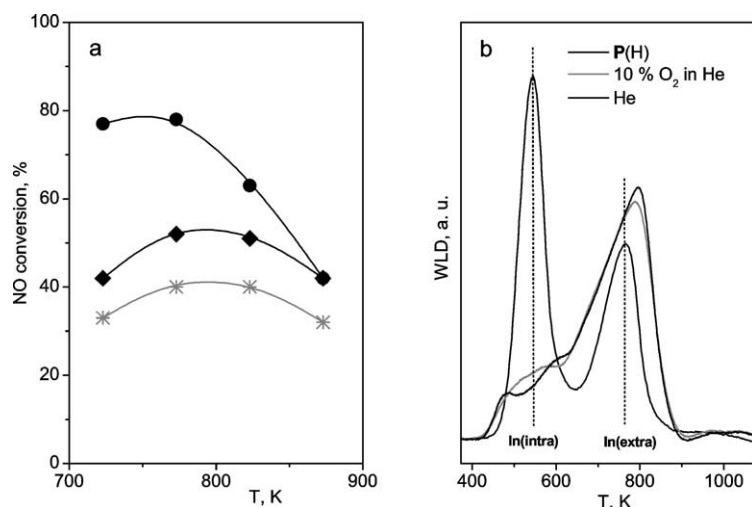 a
NO conversion, %
100
80
60
40
20
0
700
800
900
T, K
b
P(H)
10 % O₂ in He
He
WLD, a. u.
In(intra)
In(extra)
400
600
800
1000
T, K